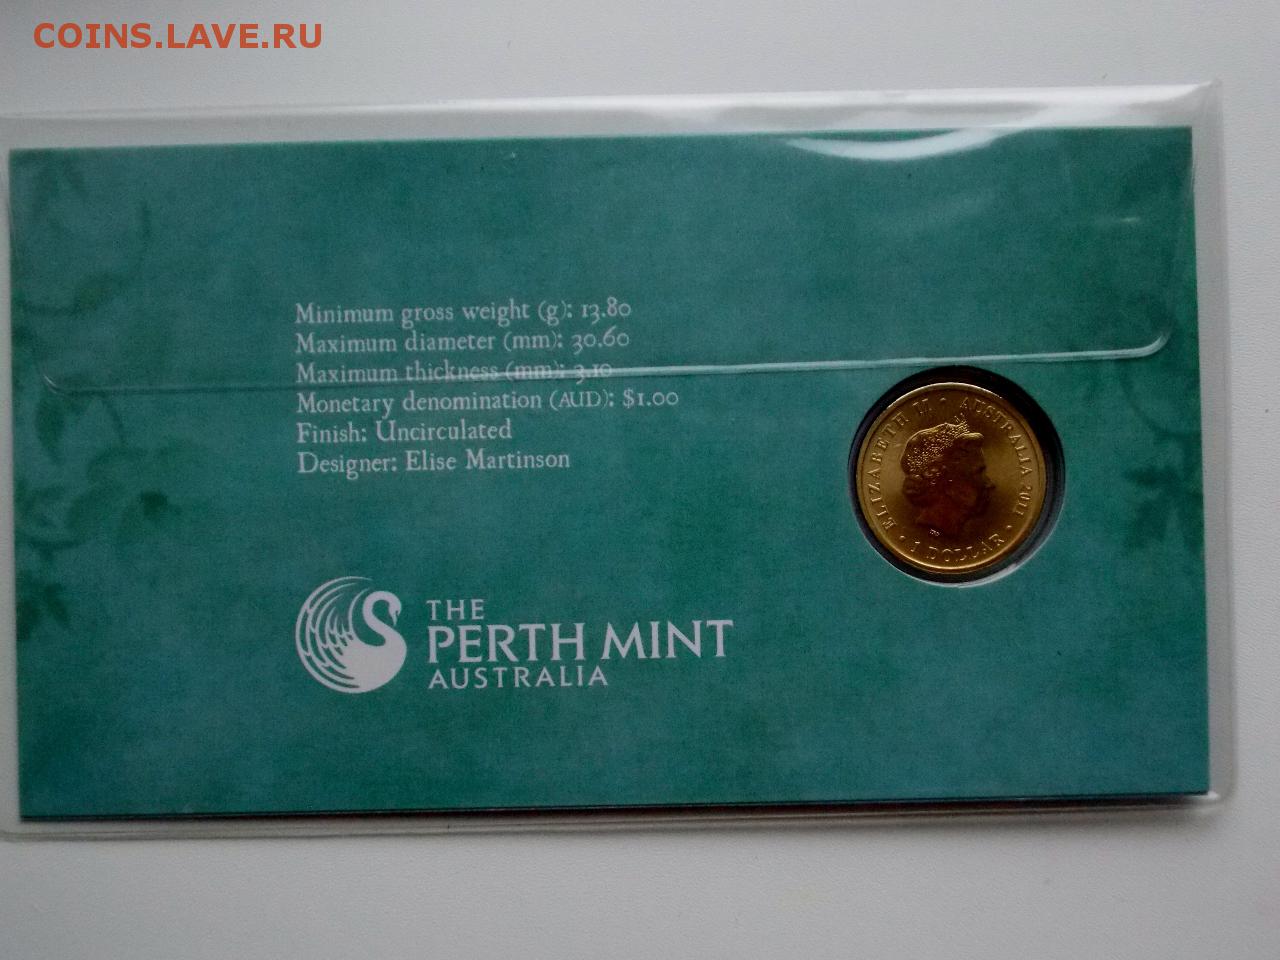 COINS.LAVE.RU
Minimum gross weight (g): 13.80
Maximum diameter (mm): 30.60
Maximum thickness (mm): 3.10
Monetary denomination (AUD): $1.00
Finish: Uncirculated
Designer: Elise Martinson
ELIZABETH II • AUSTRALIA 2011 •
1 DOLLAR •
THE
PERTH MINT
AUSTRALIA